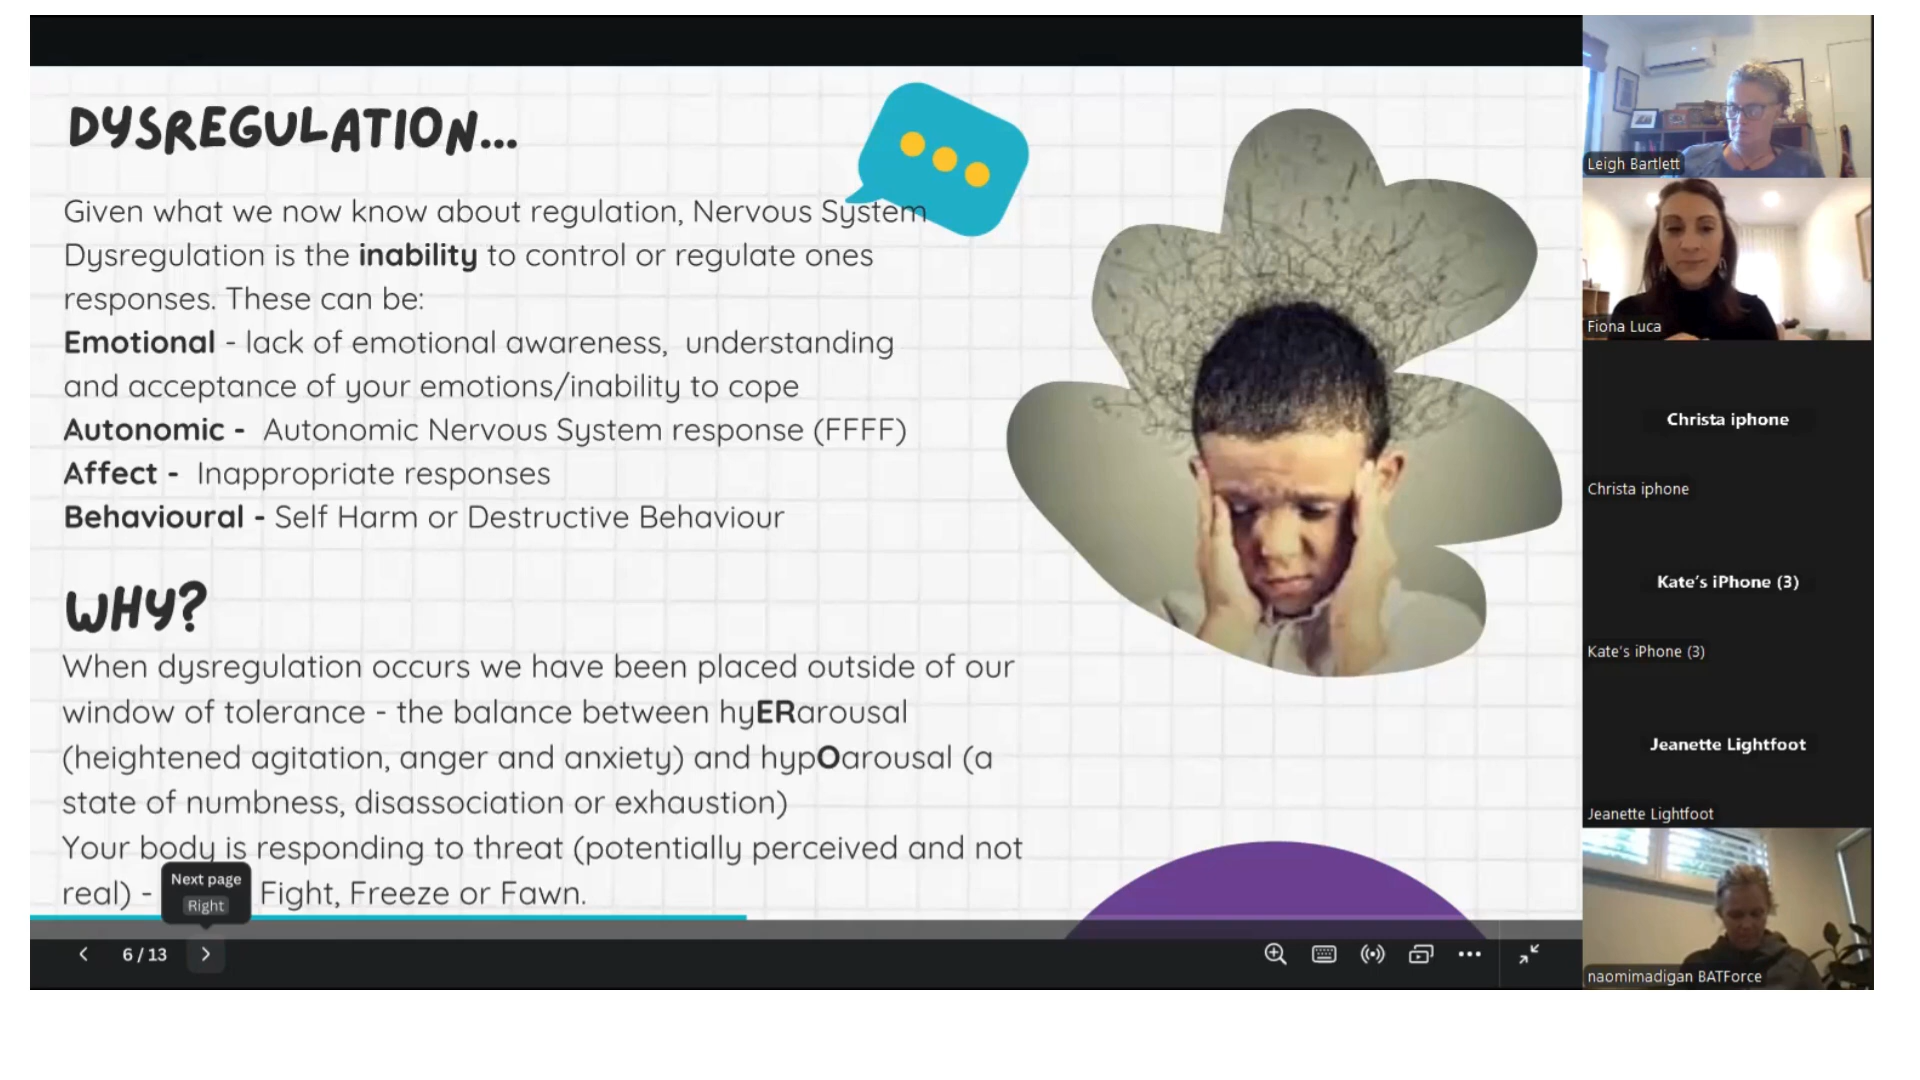 DYSREGULATION...
Given what we now know about regulation, Nervous System
Dysregulation is the inability to control or regulate ones
responses. These can be:
Emotional - lack of emotional awareness, understanding
and acceptance of your emotions/inability to cope
Autonomic - Autonomic Nervous System response (FFFF)
Affect - Inappropriate responses
Behavioural - Self Harm or Destructive Behaviour
WHY?
When dysregulation occurs we have been placed outside of our
window of tolerance - the balance between hyERarousal
(heightened agitation, anger and anxiety) and hypOarousal (a
state of numbness, disassociation or exhaustion)
Your body is responding to threat (potentially perceived and not
real) - Fight, Freeze or Fawn.
Next page
Right
6 / 13
Leigh Bartlett
Fiona Luca
Christa iphone
Christa iphone
Kate's iPhone (3)
Kate's iPhone (3)
Jeanette Lightfoot
Jeanette Lightfoot
naomimadigan BATForce